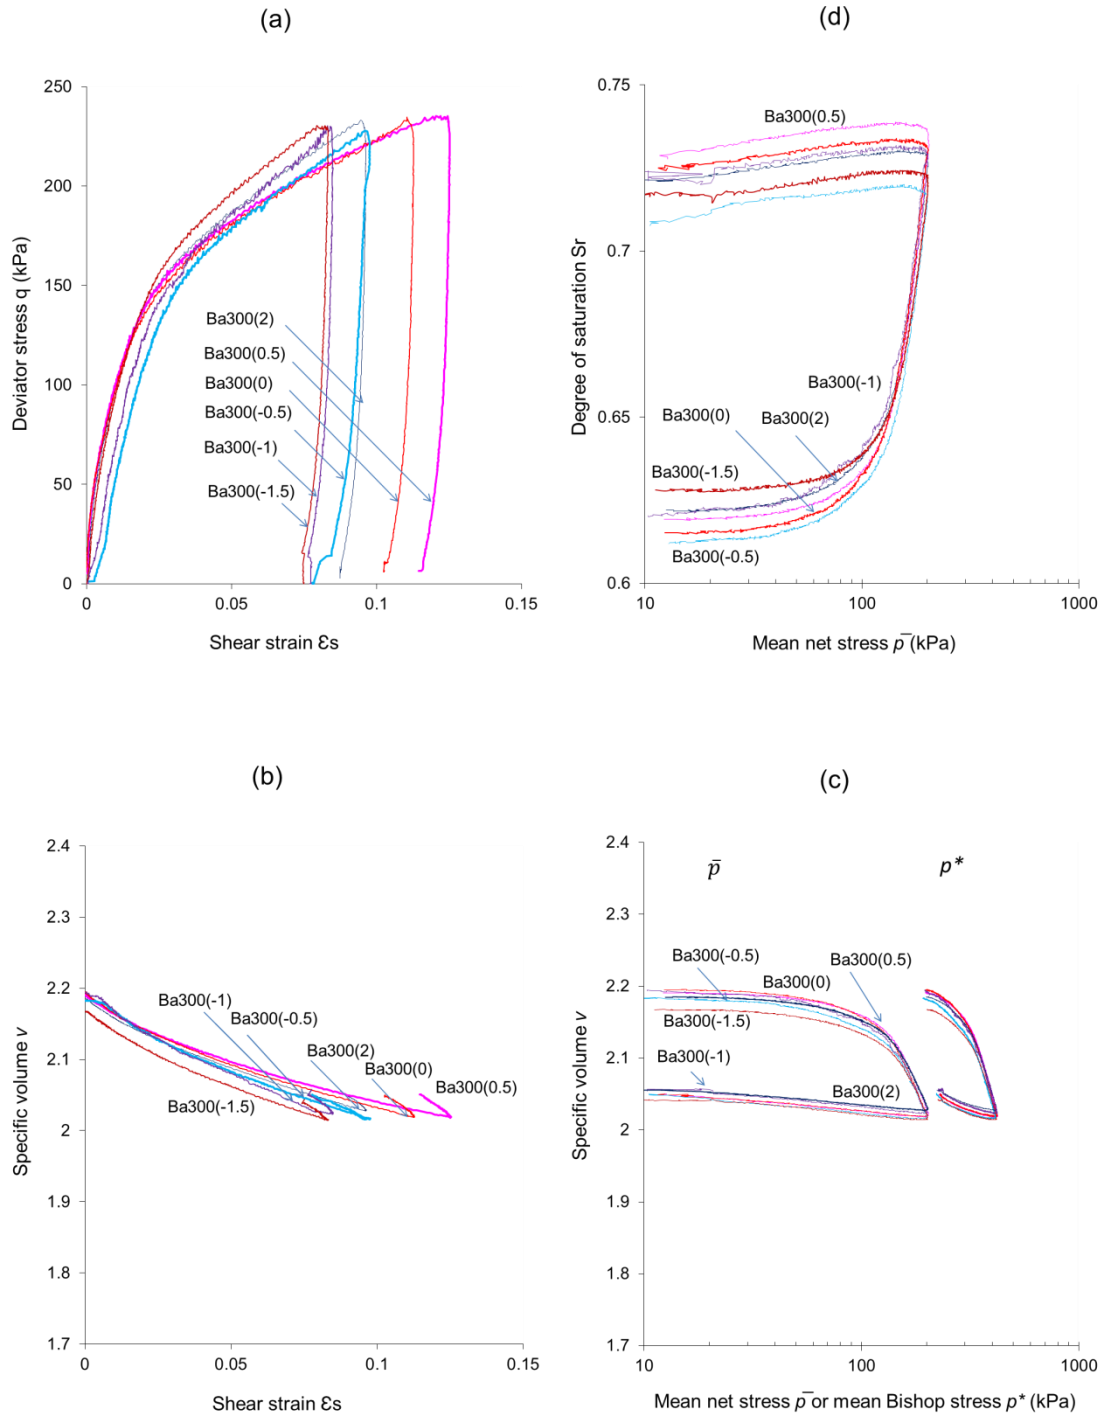 (a)
250
200
150
100
50
0
Deviator stress q (kPa)
Ba300(2)
Ba300(0.5)
Ba300(0)
Ba300(-0.5)
Ba300(-1)
Ba300(-1.5)
0
0.05
0.1
0.15
Shear strain Ɛs
(d)
0.75
0.7
0.65
0.6
Degree of saturation Sr
Ba300(0.5)
Ba300(-1)
Ba300(0)
Ba300(2)
Ba300(-1.5)
Ba300(-0.5)
10
100
1000
Mean net stress p̅ (kPa)
(b)
2.4
2.3
2.2
2.1
2
1.9
1.8
1.7
Specific volume v
Ba300(-1)
Ba300(-0.5)
Ba300(2)
Ba300(0)
Ba300(0.5)
Ba300(-1.5)
0
0.05
0.1
0.15
Shear strain Ɛs
(c)
2.4
2.3
2.2
2.1
2
1.9
1.8
1.7
Specific volume v
p̅
p*
Ba300(-0.5)
Ba300(0.5)
Ba300(0)
Ba300(-1.5)
Ba300(-1)
Ba300(2)
10
100
1000
Mean net stress p̅ or mean Bishop stress p* (kPa)